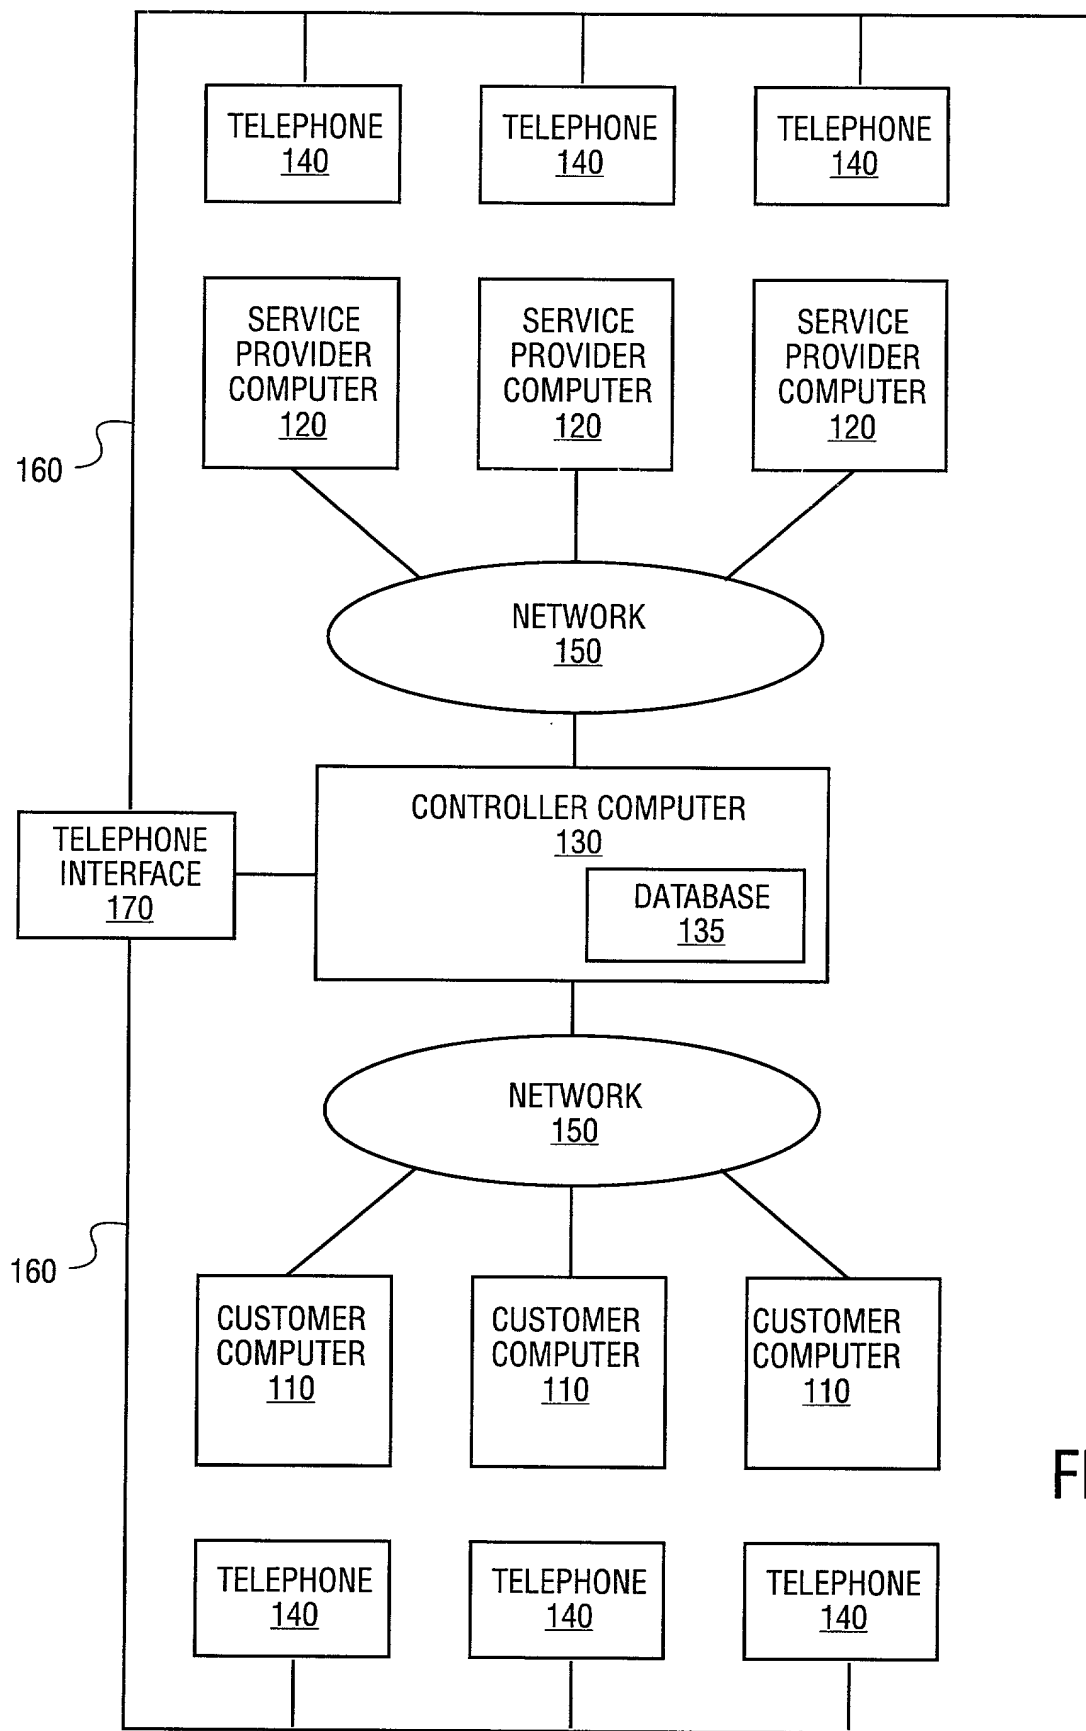 TELEPHONE
140
TELEPHONE
140
TELEPHONE
140
SERVICE
PROVIDER
COMPUTER
120
SERVICE
PROVIDER
COMPUTER
120
SERVICE
PROVIDER
COMPUTER
120
160
NETWORK
150
CONTROLLER COMPUTER
130
TELEPHONE
INTERFACE
170
DATABASE
135
NETWORK
150
160
CUSTOMER
COMPUTER
110
CUSTOMER
COMPUTER
110
CUSTOMER
COMPUTER
110
TELEPHONE
140
TELEPHONE
140
TELEPHONE
140